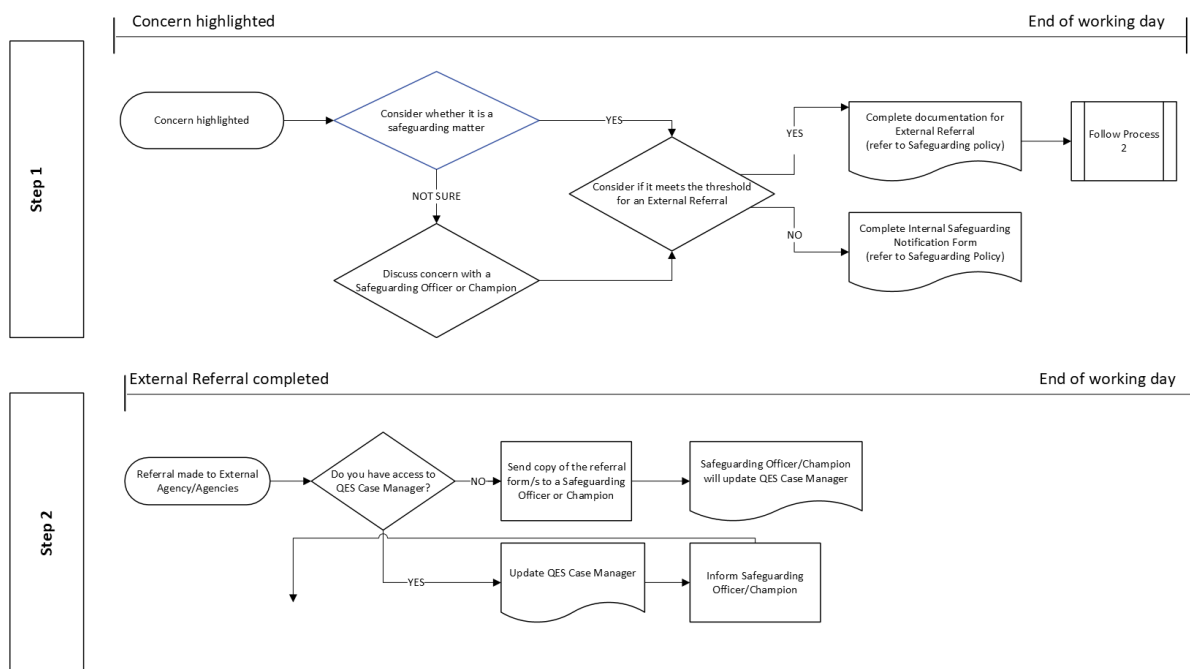 Concern highlighted
End of working day
Step 1
Concern highlighted
Consider whether it is a
safeguarding matter
YES
NOT SURE
Discuss concern with a
Safeguarding Officer or Champion
Consider if it meets the threshold
for an External Referral
YES
NO
Complete documentation for
External Referral
(refer to Safeguarding policy)
Follow Process
2
Complete Internal Safeguarding
Notification Form
(refer to Safeguarding Policy)
External Referral completed
End of working day
Step 2
Referral made to External
Agency/Agencies
Do you have access to
QES Case Manager?
NO
Send copy of the referral
form/s to a Safeguarding
Officer or Champion
Safeguarding Officer/Champion
will update QES Case Manager
YES
Update QES Case Manager
Inform Safeguarding
Officer/Champion